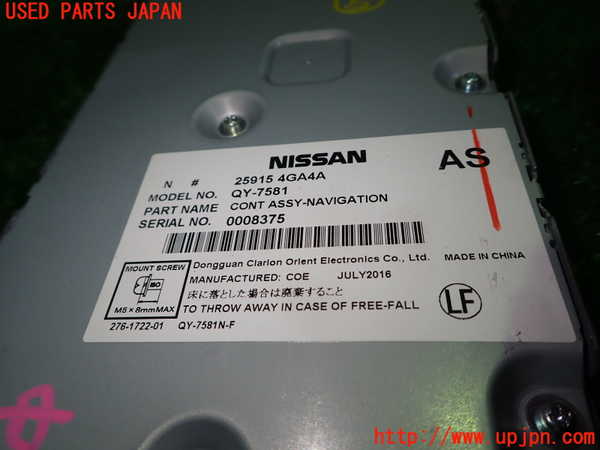 USED PARTS JAPAN
NISSAN
AS
N # 25915 4GA4A
MODEL NO. QY-7581
PART NAME CONT ASSY-NAVIGATION
SERIAL NO. 0008375
Dongguan Clarion Orient Electronics Co., Ltd. MADE IN CHINA
MOUNT SCREW
ISO
M5×8mmMAX
MANUFACTURED: COE JULY2016
床に落とした場合は廃棄すること
TO THROW AWAY IN CASE OF FREE-FALL
LF
276-1722-01 QY-7581N-F
http://www.upjpn.com/